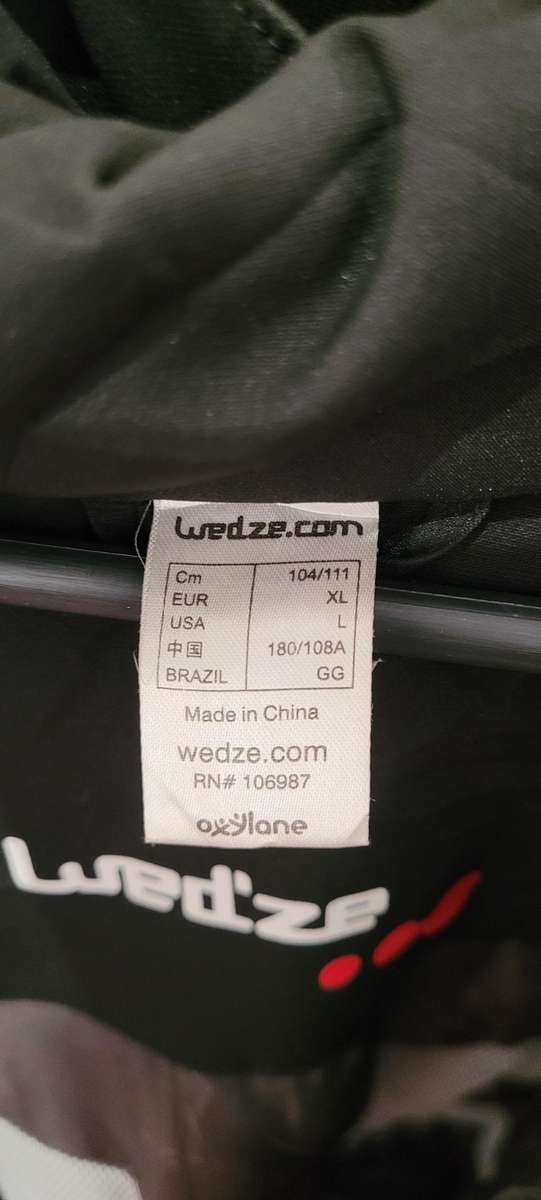 wedze.com
Cm 104/111
EUR XL
USA L
中国 180/108A
BRAZIL GG
Made in China
wedze.com
RN# 106987
oxylane
wed'ze